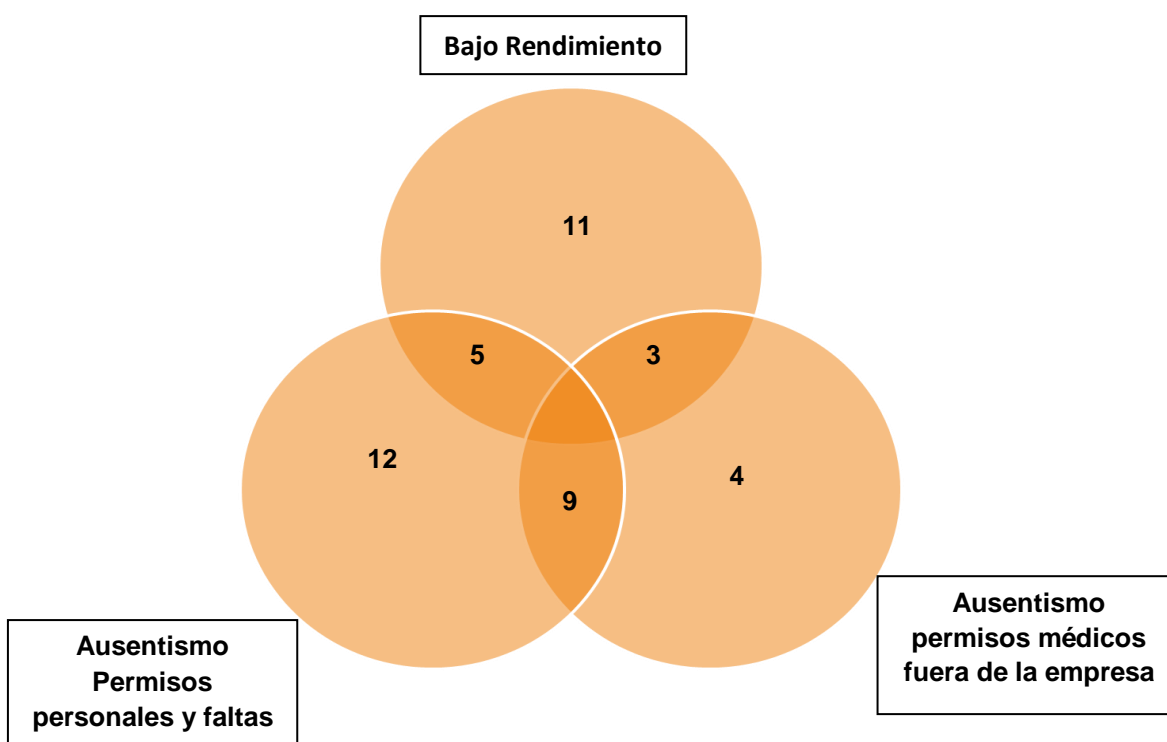 Bajo Rendimiento
11
5
3
12
4
9
Ausentismo
permisos médicos
fuera de la empresa
Ausentismo
Permisos
personales y faltas